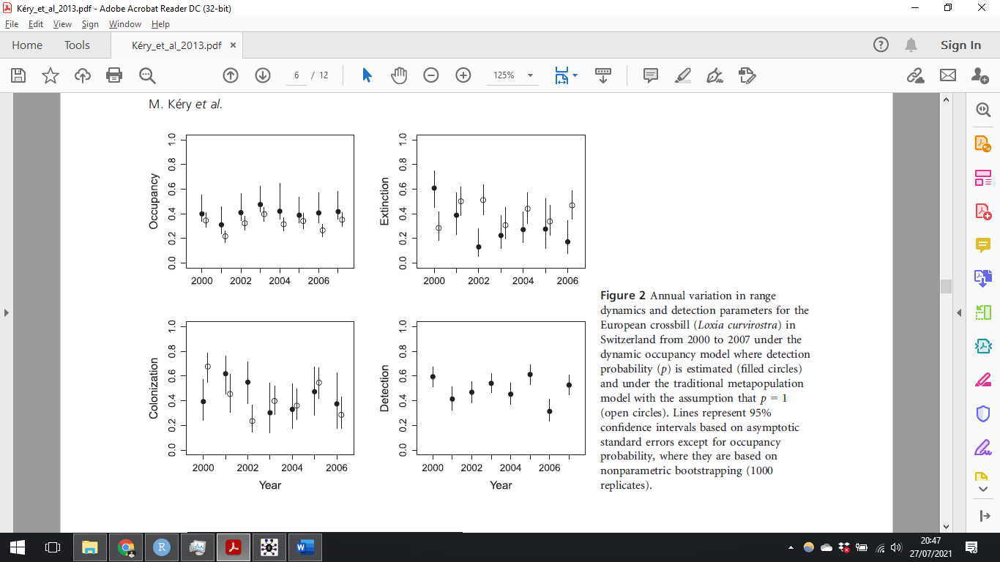 Kéry_et_al_2013.pdf - Adobe Acrobat Reader DC (32-bit)
File Edit View Sign Window Help
Home Tools Kéry_et_al_2013.pdf × Sign In
6 / 12 125%
M. Kéry et al.
Occupancy
0.0 0.2 0.4 0.6 0.8 1.0
2000 2002 2004 2006
Extinction
0.0 0.2 0.4 0.6 0.8 1.0
2000 2002 2004 2006
Colonization
0.0 0.2 0.4 0.6 0.8 1.0
2000 2002 2004 2006
Year
Detection
0.0 0.2 0.4 0.6 0.8 1.0
2000 2002 2004 2006
Year
Figure 2 Annual variation in range
dynamics and detection parameters for the
European crossbill (Loxia curvirostra) in
Switzerland from 2000 to 2007 under the
dynamic occupancy model where detection
probability (p) is estimated (filled circles)
and under the traditional metapopulation
model with the assumption that p = 1
(open circles). Lines represent 95%
confidence intervals based on asymptotic
standard errors except for occupancy
probability, where they are based on
nonparametric bootstrapping (1000
replicates).
20:47
27/07/2021